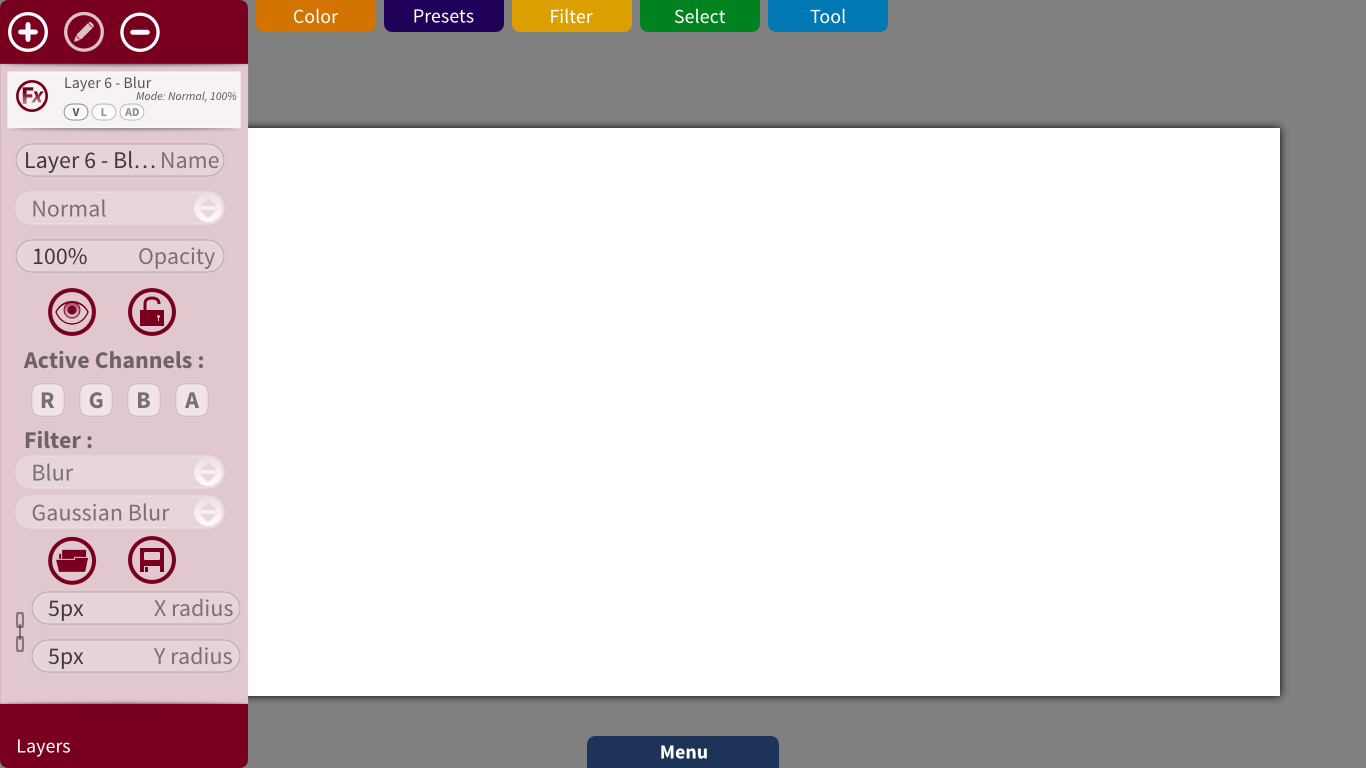 Color Presets Filter Select Tool
Fx Layer 6 - Blur
Mode: Normal, 100%
V L AD
Layer 6 - Bl... Name
Normal
100% Opacity
Active Channels :
R G B A
Filter :
Blur
Gaussian Blur
5px X radius
5px Y radius
Layers
Menu